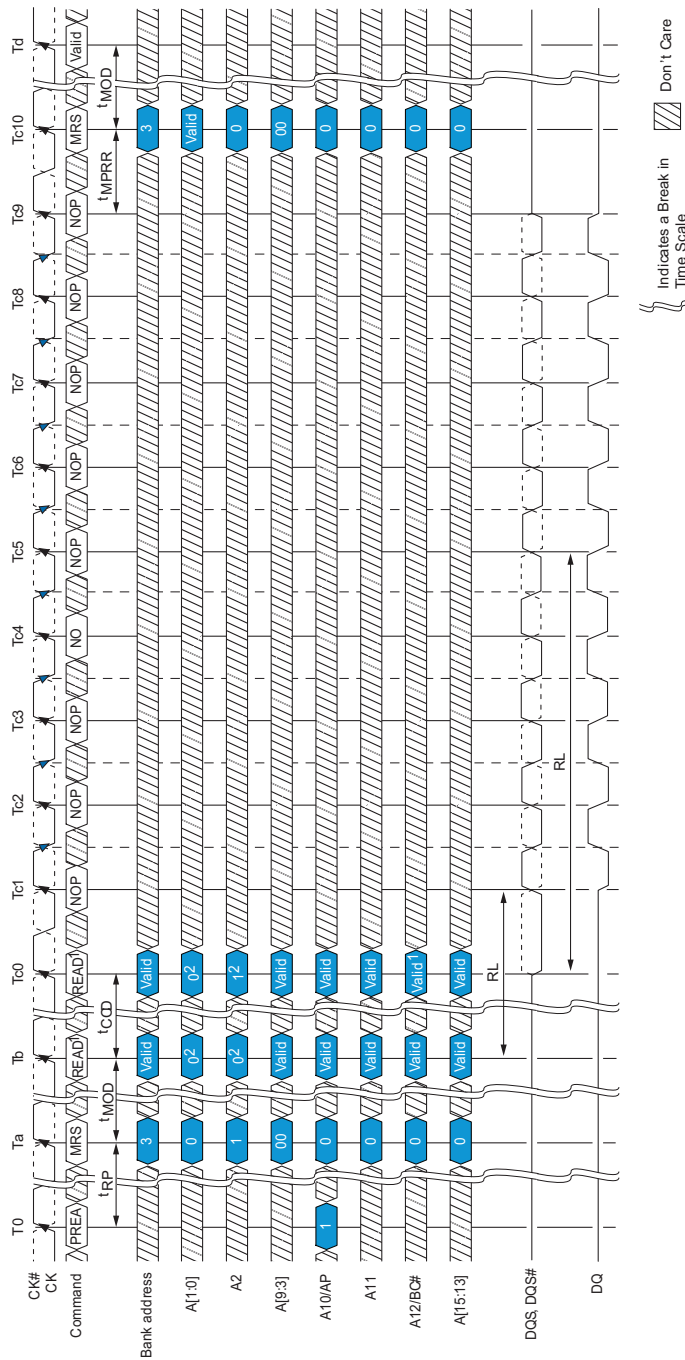 T0 Ta Tb Tc0 Tc1 Tc2 Tc3 Tc4 Tc5 Tc6 Tc7 Tc8 Tc9 Tc10 Td
CK#
CK
Command PREA MRS READ¹ READ¹ NOP NOP NOP NO NOP NOP NOP NOP NOP MRS Valid
tRP tMOD tCCD tMPRR tMOD
Bank address 3 Valid Valid 3
A[1:0] 0 0² 0² Valid
A2 1 0² 1² 0
A[9:3] 00 Valid Valid 00
A10/AP 1 0 Valid Valid 0
A11 0 Valid Valid 0
A12/BC# 0 Valid Valid¹ 0
A[15:13] 0 Valid Valid 0
RL
DQS, DQS#
RL
DQ
Indicates a Break in
Time Scale
Don't Care